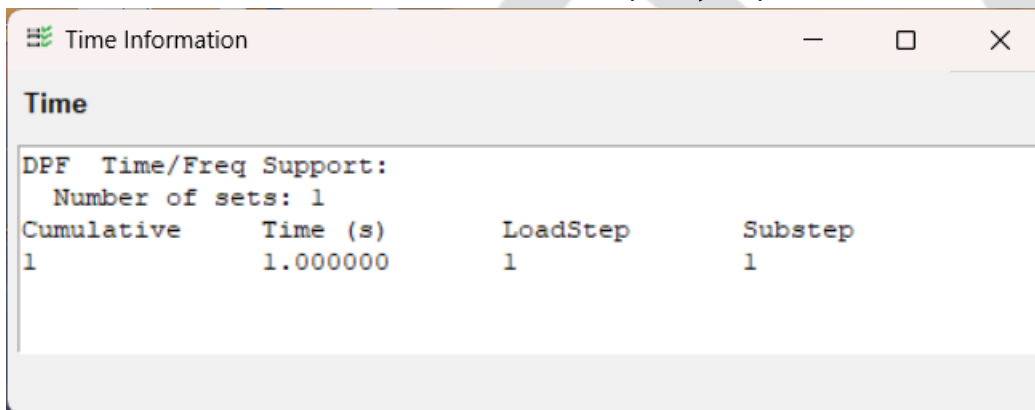 Time Information
Time
DPF  Time/Freq Support:
  Number of sets: 1
Cumulative     Time (s)       LoadStep       Substep
1              1.000000       1              1